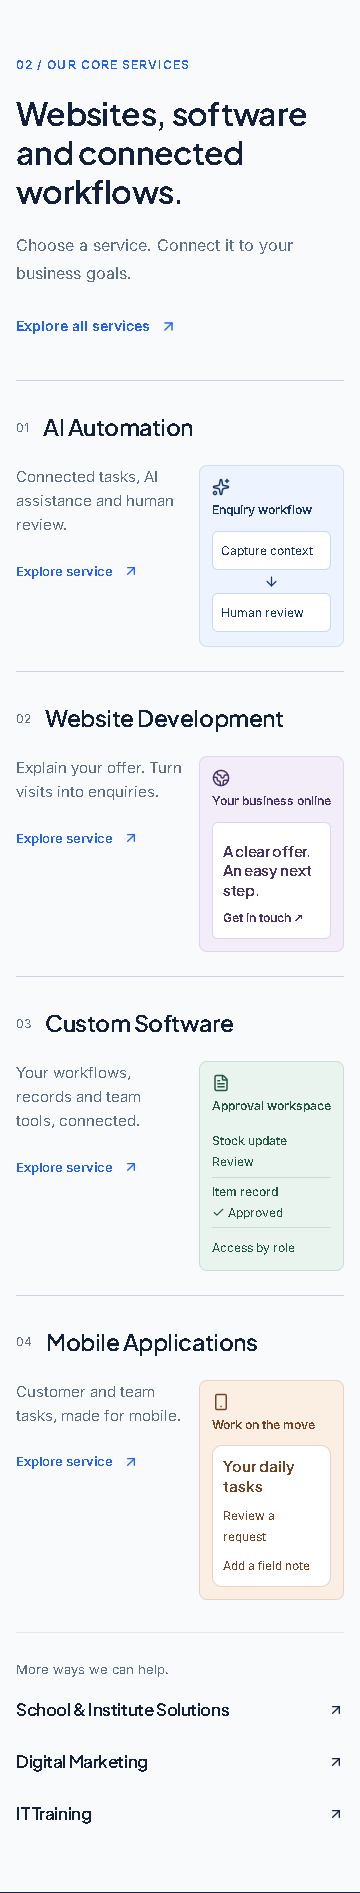 02 / OUR CORE SERVICES
Websites, software
and connected
workflows.
Choose a service. Connect it to your
business goals.
Explore all services
01 AI Automation
Connected tasks, AI
assistance and human
review.
Explore service
Enquiry workflow
Capture context
Human review
02 Website Development
Explain your offer. Turn
visits into enquiries.
Explore service
Your business online
A clear offer.
An easy next
step.
Get in touch ↗
03 Custom Software
Your workflows,
records and team
tools, connected.
Explore service
Approval workspace
Stock update
Review
Item record
✓ Approved
Access by role
04 Mobile Applications
Customer and team
tasks, made for mobile.
Explore service
Work on the move
Your daily
tasks
Review a
request
Add a field note
More ways we can help.
School & Institute Solutions
Digital Marketing
IT Training